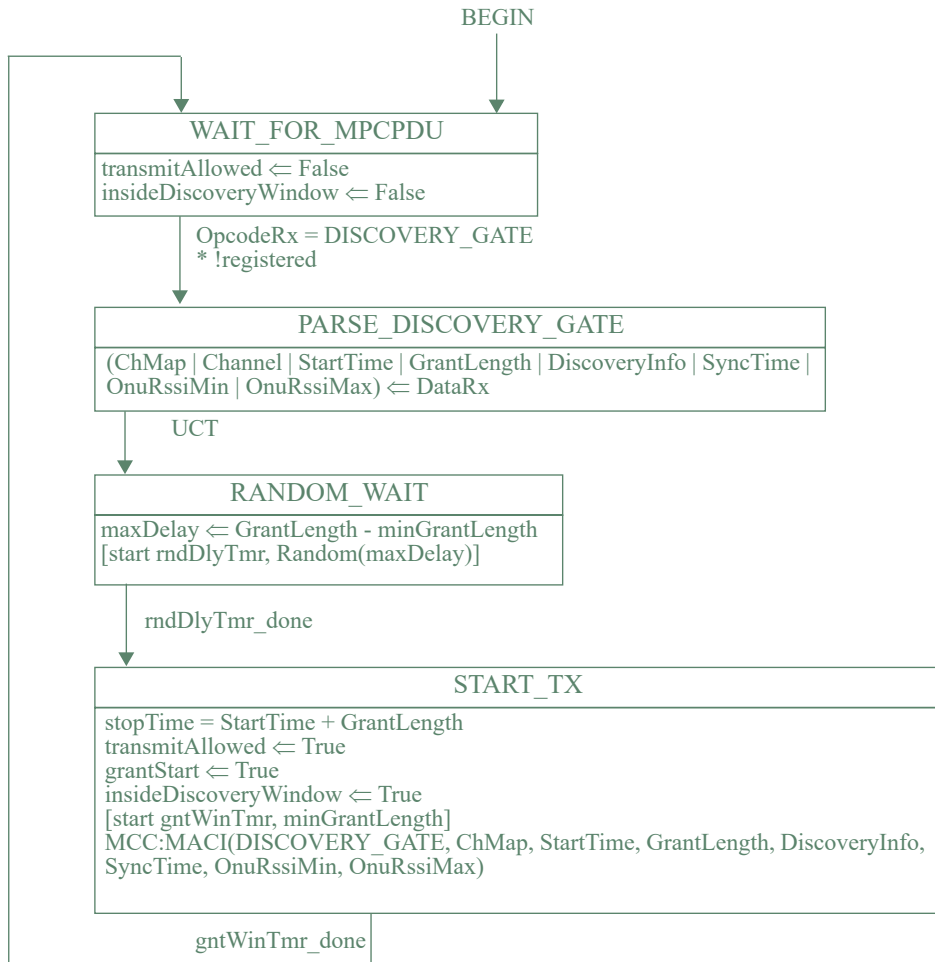 BEGIN
WAIT_FOR_MPCPDU
transmitAllowed ⇐ False
insideDiscoveryWindow ⇐ False
OpcodeRx = DISCOVERY_GATE
* !registered
PARSE_DISCOVERY_GATE
(ChMap | Channel | StartTime | GrantLength | DiscoveryInfo | SyncTime |
OnuRssiMin | OnuRssiMax) ⇐ DataRx
UCT
RANDOM_WAIT
maxDelay ⇐ GrantLength - minGrantLength
[start rndDlyTmr, Random(maxDelay)]
rndDlyTmr_done
START_TX
stopTime = StartTime + GrantLength
transmitAllowed ⇐ True
grantStart ⇐ True
insideDiscoveryWindow ⇐ True
[start gntWinTmr, minGrantLength]
MCC:MACI(DISCOVERY_GATE, ChMap, StartTime, GrantLength, DiscoveryInfo,
SyncTime, OnuRssiMin, OnuRssiMax)
gntWinTmr_done